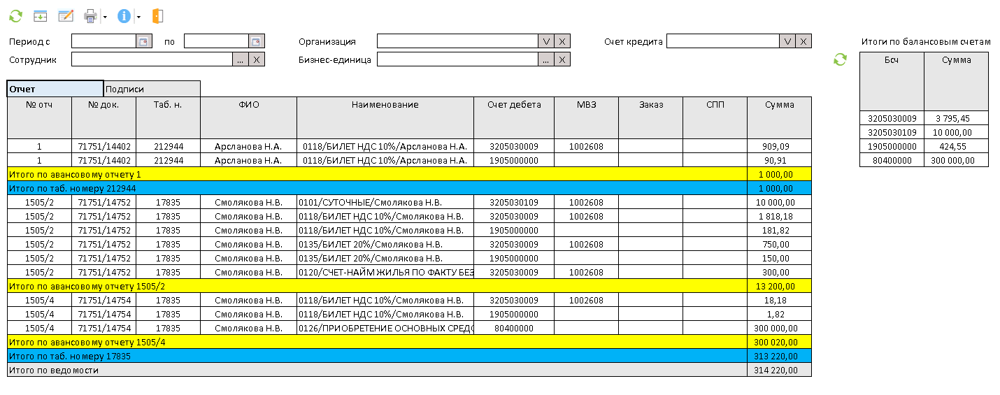 Период с по Организация V X Счет кредита V X Итоги по балансовым счетам
Сотрудник ... X Бизнес-единица ... X
Бсч Сумма
3205030009 3 795,45
3205030109 10 000,00
1905000000 424,55
80400000 300 000,00
Отчет Подписи
№ отч № док. Таб. н. ФИО Наименование Счет дебета МВЗ Заказ СПП Сумма
1 71751/14402 212944 Арсланова Н.А. 0118/БИЛЕТ НДС 10%/Арсланова Н.А. 3205030009 1002608 909,09
1 71751/14402 212944 Арсланова Н.А. 0118/БИЛЕТ НДС 10%/Арсланова Н.А. 1905000000 90,91
Итого по авансовому отчету 1 1 000,00
Итого по таб. номеру 212944 1 000,00
1505/2 71751/14752 17835 Смолякова Н.В. 0101/СУТОЧНЫЕ/Смолякова Н.В. 3205030109 1002608 10 000,00
1505/2 71751/14752 17835 Смолякова Н.В. 0118/БИЛЕТ НДС 10%/Смолякова Н.В. 3205030009 1002608 1 818,18
1505/2 71751/14752 17835 Смолякова Н.В. 0118/БИЛЕТ НДС 10%/Смолякова Н.В. 1905000000 181,82
1505/2 71751/14752 17835 Смолякова Н.В. 0135/БИЛЕТ 20%/Смолякова Н.В. 3205030009 1002608 750,00
1505/2 71751/14752 17835 Смолякова Н.В. 0135/БИЛЕТ 20%/Смолякова Н.В. 1905000000 150,00
1505/2 71751/14752 17835 Смолякова Н.В. 0120/СЧЕТ-НАЙМ ЖИЛЬЯ ПО ФАКТУ БЕЗ 3205030009 1002608 300,00
Итого по авансовому отчету 1505/2 13 200,00
1505/4 71751/14754 17835 Смолякова Н.В. 0118/БИЛЕТ НДС 10%/Смолякова Н.В. 3205030009 1002608 18,18
1505/4 71751/14754 17835 Смолякова Н.В. 0118/БИЛЕТ НДС 10%/Смолякова Н.В. 1905000000 1,82
1505/4 71751/14754 17835 Смолякова Н.В. 0126/ПРИОБРЕТЕНИЕ ОСНОВНЫХ СРЕДС 80400000 300 000,00
Итого по авансовому отчету 1505/4 300 020,00
Итого по таб. номеру 17835 313 220,00
Итого по ведомости 314 220,00